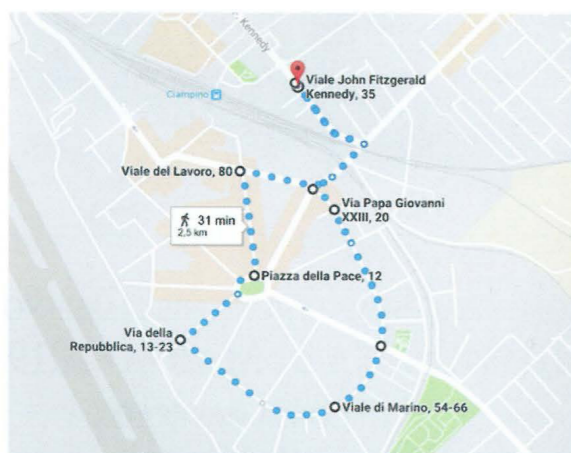 Kennedy
Viale John Fitzgerald
Kennedy, 35
Ciampino
Viale del Lavoro, 80
Via Papa Giovanni
XXIII, 20
31 min
2,5 km
Piazza della Pace, 12
Via della
Repubblica, 13-23
Viale di Marino, 54-66